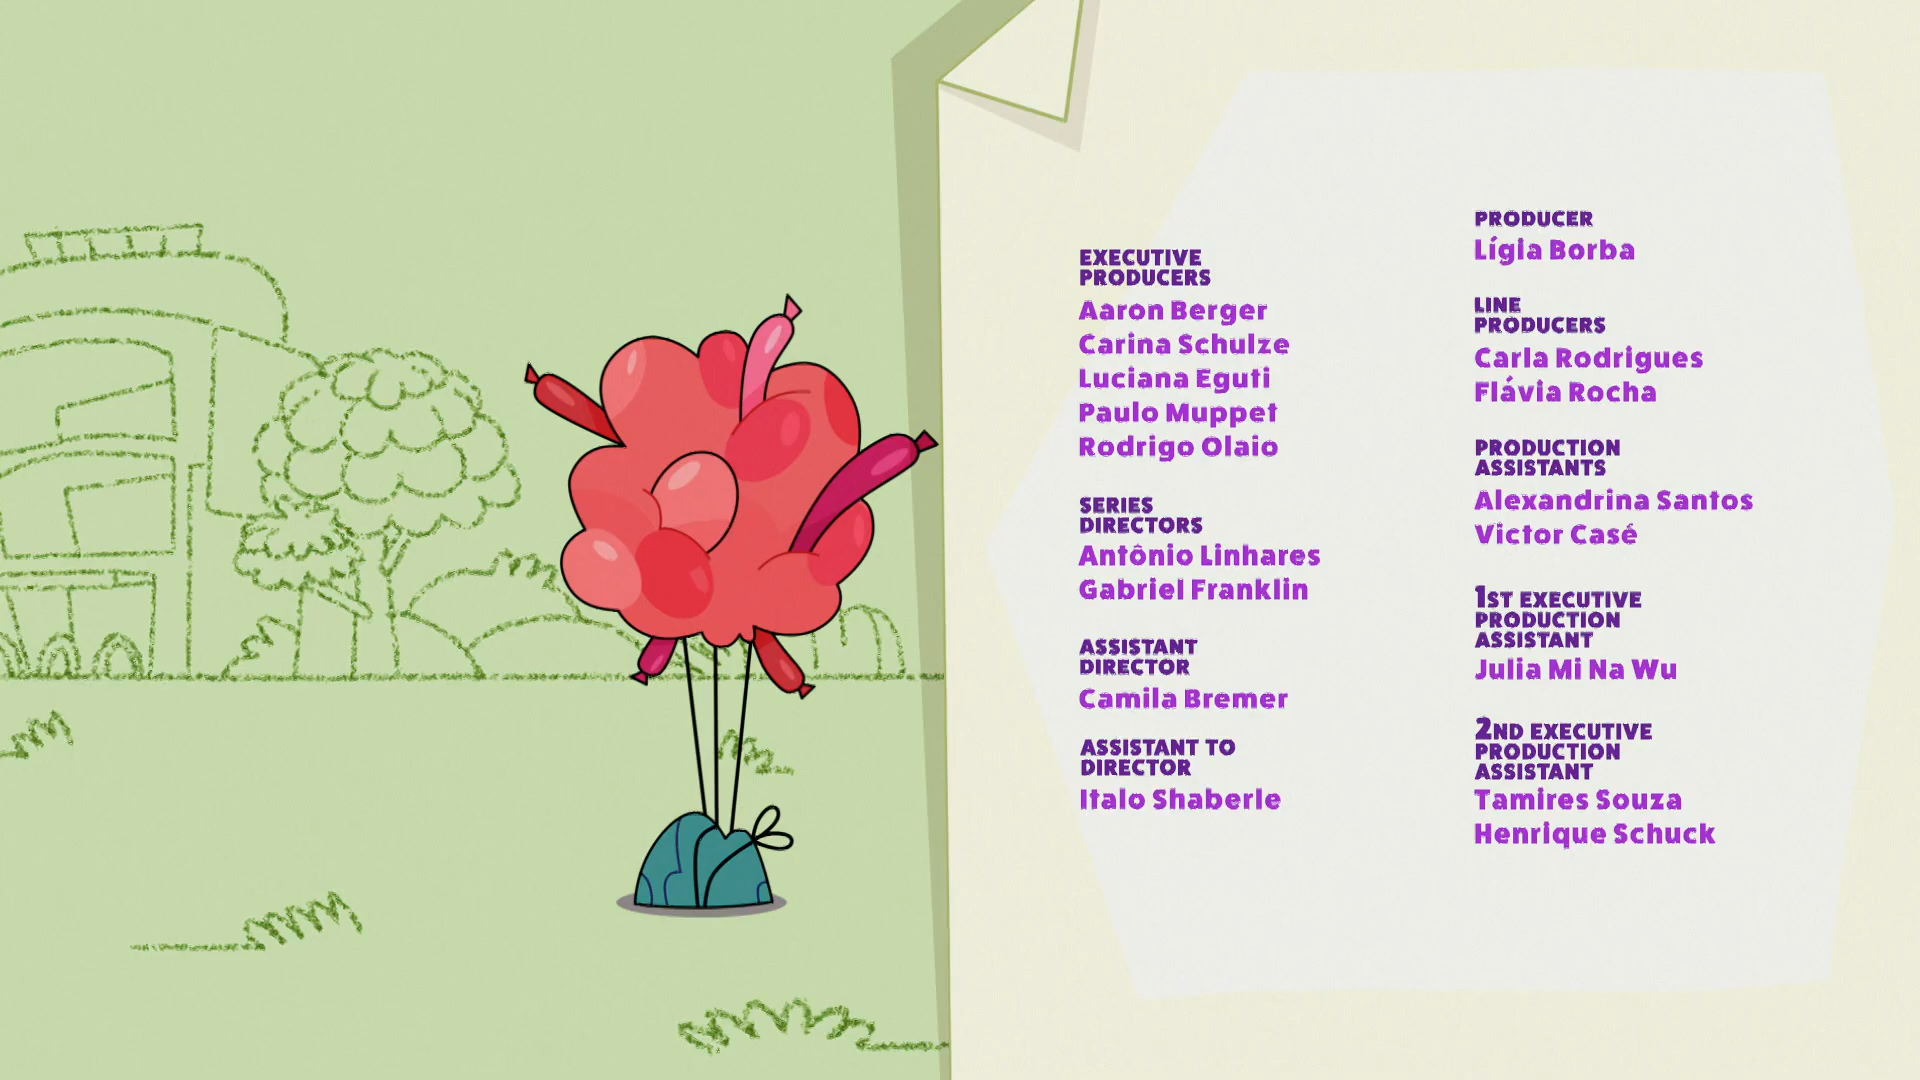 EXECUTIVE
PRODUCERS
Aaron Berger
Carina Schulze
Luciana Eguti
Paulo Muppet
Rodrigo Olaio
SERIES
DIRECTORS
Antônio Linhares
Gabriel Franklin
ASSISTANT
DIRECTOR
Camila Bremer
ASSISTANT TO
DIRECTOR
Italo Shaberle
PRODUCER
Lígia Borba
LINE
PRODUCERS
Carla Rodrigues
Flávia Rocha
PRODUCTION
ASSISTANTS
Alexandrina Santos
Victor Casé
1ST EXECUTIVE
PRODUCTION
ASSISTANT
Julia Mi Na Wu
2ND EXECUTIVE
PRODUCTION
ASSISTANT
Tamires Souza
Henrique Schuck